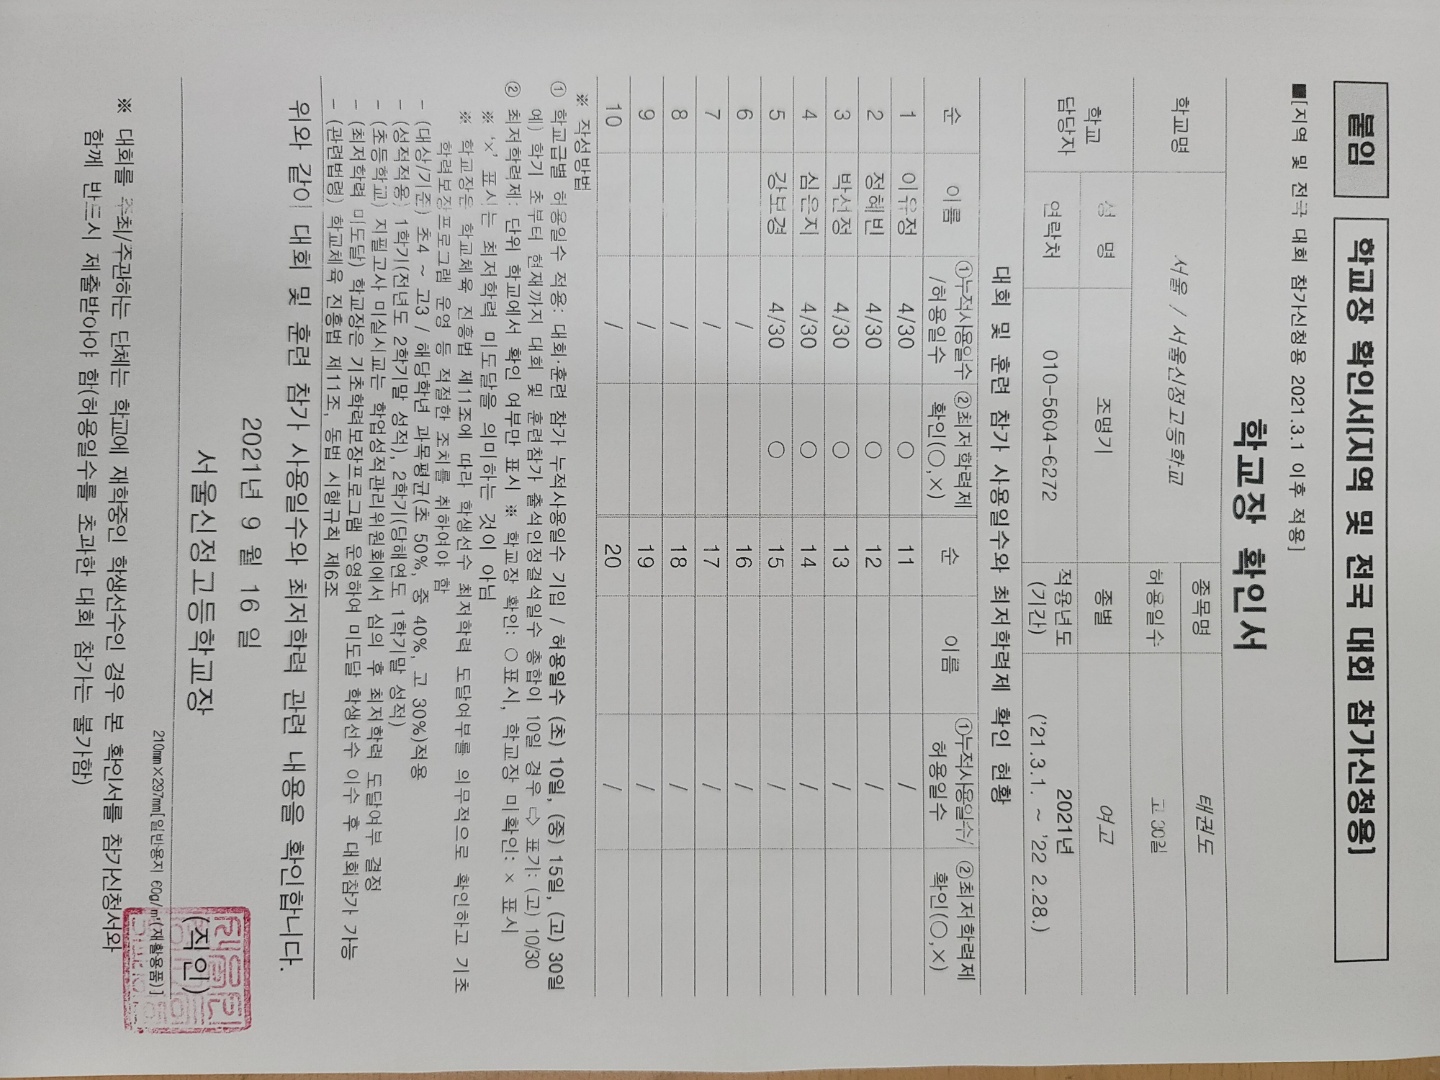 붙임
학교장 확인서[지역 및 전국 대회 참가신청용]
■[지역 및 전국 대회 참가신청용 2021.3.1 이후 적용]
학교장 확인서
학교명 서울 / 서울신정고등학교 종목명 태권도
허용일수 고 30일
학교 담당자 성 명 조명기 종별 여고
연락처 010-5604-6272 적용년도 (기간) 2021년 ('21.3.1. ~ '22 2.28.)
대회 및 훈련 참가 사용일수와 최저학력제 확인 현황
순 이름 ①누적사용일수 /허용일수 ②최저학력제 확인(○,×) 순 이름 ①누적사용일수/ 허용일수 ②최저학력제 확인(○,×)
1 이유정 4/30 ○ 11 /
2 정혜빈 4/30 ○ 12 /
3 박선정 4/30 ○ 13 /
4 심은지 4/30 ○ 14 /
5 강보경 4/30 ○ 15 /
6 / 16 /
7 / 17 /
8 / 18 /
9 / 19 /
10 / 20 /
※ 작성방법
① 학교급별 허용일수 적용: 대회·훈련 참가 누적사용일수 기입 / 허용일수 (초) 10일, (중) 15일, (고) 30일
예) 학기 초부터 현재까지 대회 및 훈련참가 출석인정결석일수 총합이 10일 경우 ⇨ 표기: (고) 10/30
② 최저학력제: 단위 학교에서 확인 여부만 표시 ※ 학교장 확인: ○표시, 학교장 미확인: × 표시
※ '×' 표시는 최저학력 미도달을 의미하는 것이 아님
※ 학교장은 학교체육 진흥법 제11조에 따라 학생선수 최저학력 도달여부를 의무적으로 확인하고 기초
학력보장프로그램 운영 등 적절한 조치를 취하여야 함
- (대상/기준) 초4 ~ 고3 / 해당학년 과목평균(초 50%, 중 40%, 고 30%)적용
- (성적적용) 1학기(전년도 2학기말 성적), 2학기(당해연도 1학기말 성적)
- (초등학교) 지필고사 미실시교는 학업성적관리위원회에서 심의 후 최저학력 도달여부 결정
- (최저학력 미도달) 학교장은 기초학력보장프로그램 운영하여 미도달 학생선수 이수 후 대회참가 가능
- (관련법령) 학교체육 진흥법 제11조, 동법 시행규칙 제6조
위와 같이 대회 및 훈련 참가 사용일수와 최저학력 관련 내용을 확인합니다.
2021년 9 월 16 일
서울신정고등학교장 (직인)
210㎜×297㎜[일반용지 60g/㎡(재활용품)]
※ 대회를 주최/주관하는 단체는 학교에 재학중인 학생선수인 경우 본 확인서를 참가신청서와
함께 반드시 제출받아야 함(허용일수를 초과한 대회 참가는 불가함)